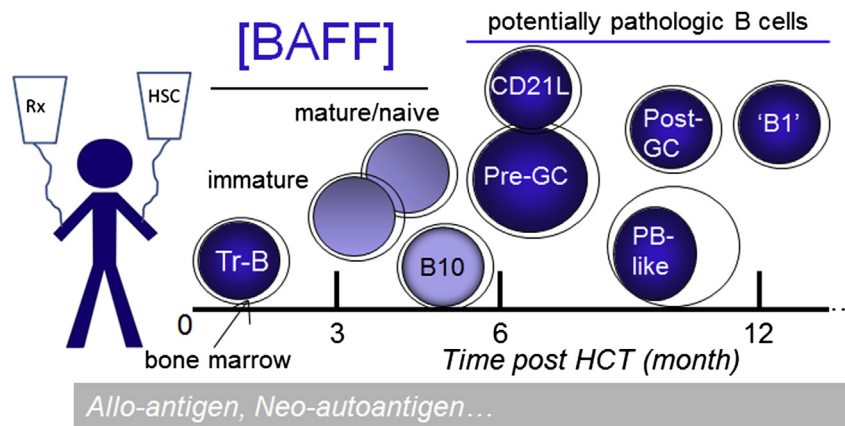 potentially pathologic B cells
[BAFF]
Rx
HSC
mature/naive
immature
CD21L
Pre-GC
Post-
GC
‘B1’
Tr-B
B10
PB-
like
0
3
6
12
bone marrow
Time post HCT (month)
Allo-antigen, Neo-autoantigen…